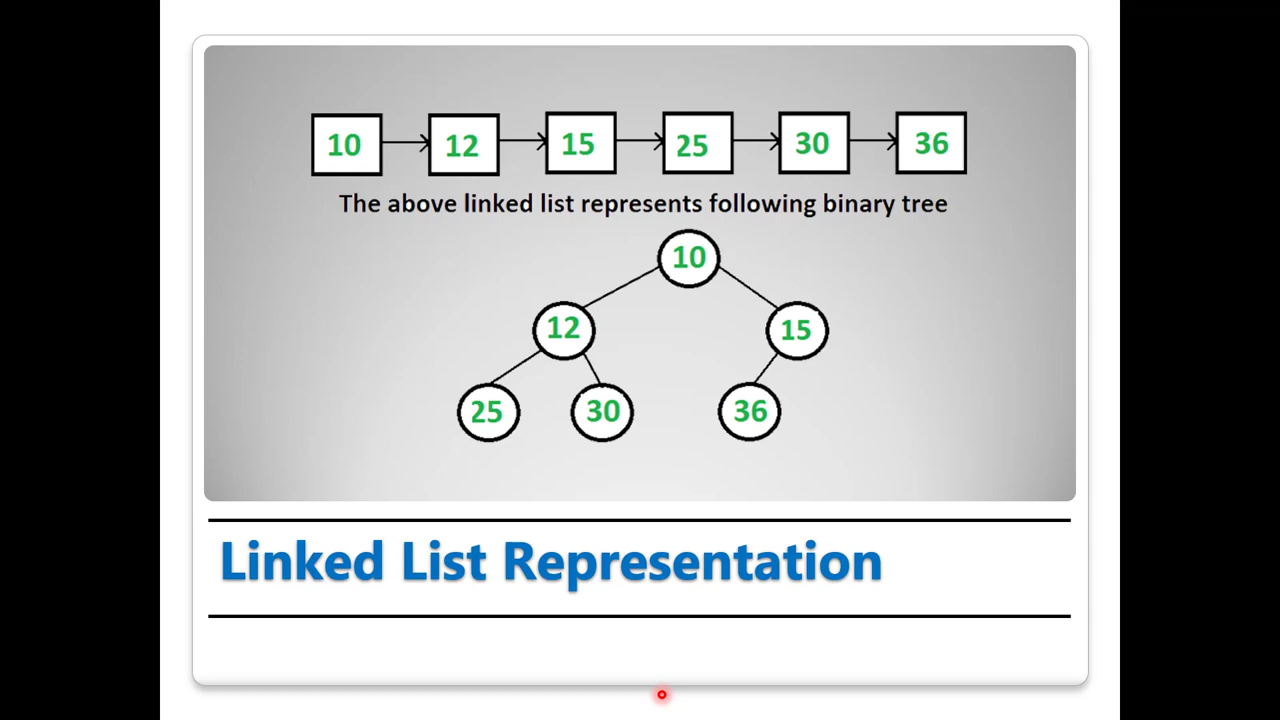 10 12 15 25 30 36
The above linked list represents following binary tree
10
12 15
25 30 36
Linked List Representation